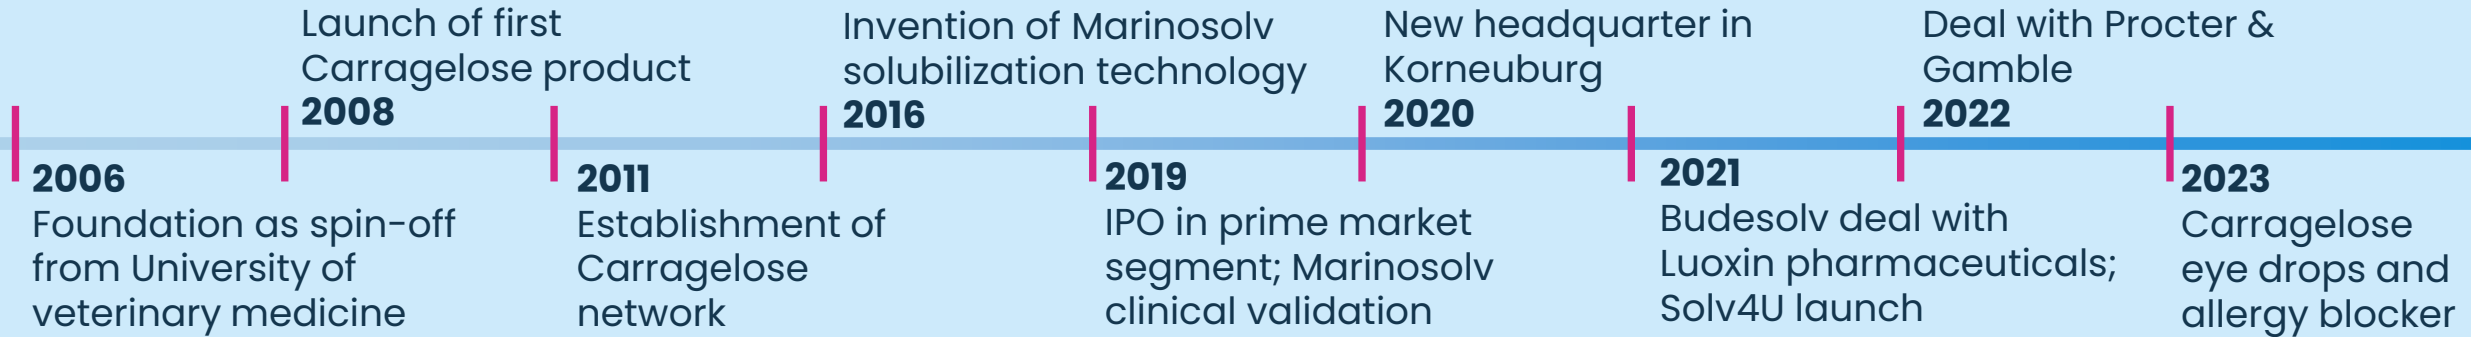 Launch of first
Carragelose product
2008
Invention of Marinosolv
solubilization technology
2016
New headquarter in
Korneuburg
2020
Deal with Procter &
Gamble
2022
2006
Foundation as spin-off
from University of
veterinary medicine
2011
Establishment of
Carragelose
network
2019
IPO in prime market
segment; Marinosolv
clinical validation
2021
Budesolv deal with
Luoxin pharmaceuticals;
Solv4U launch
2023
Carragelose
eye drops and
allergy blocker